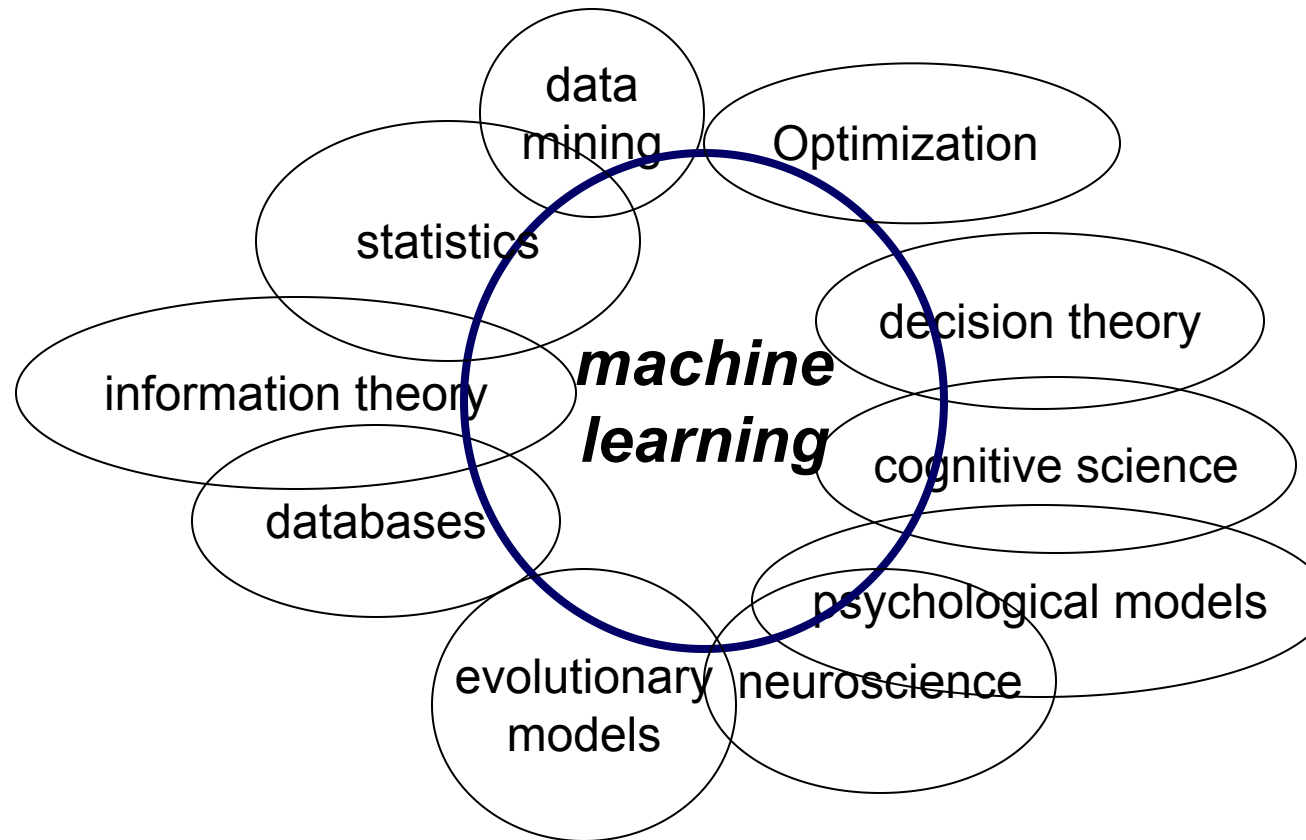 data
mining
Optimization
statistics
decision theory
machine
learning
information theory
cognitive science
databases
psychological models
evolutionary
models
neuroscience